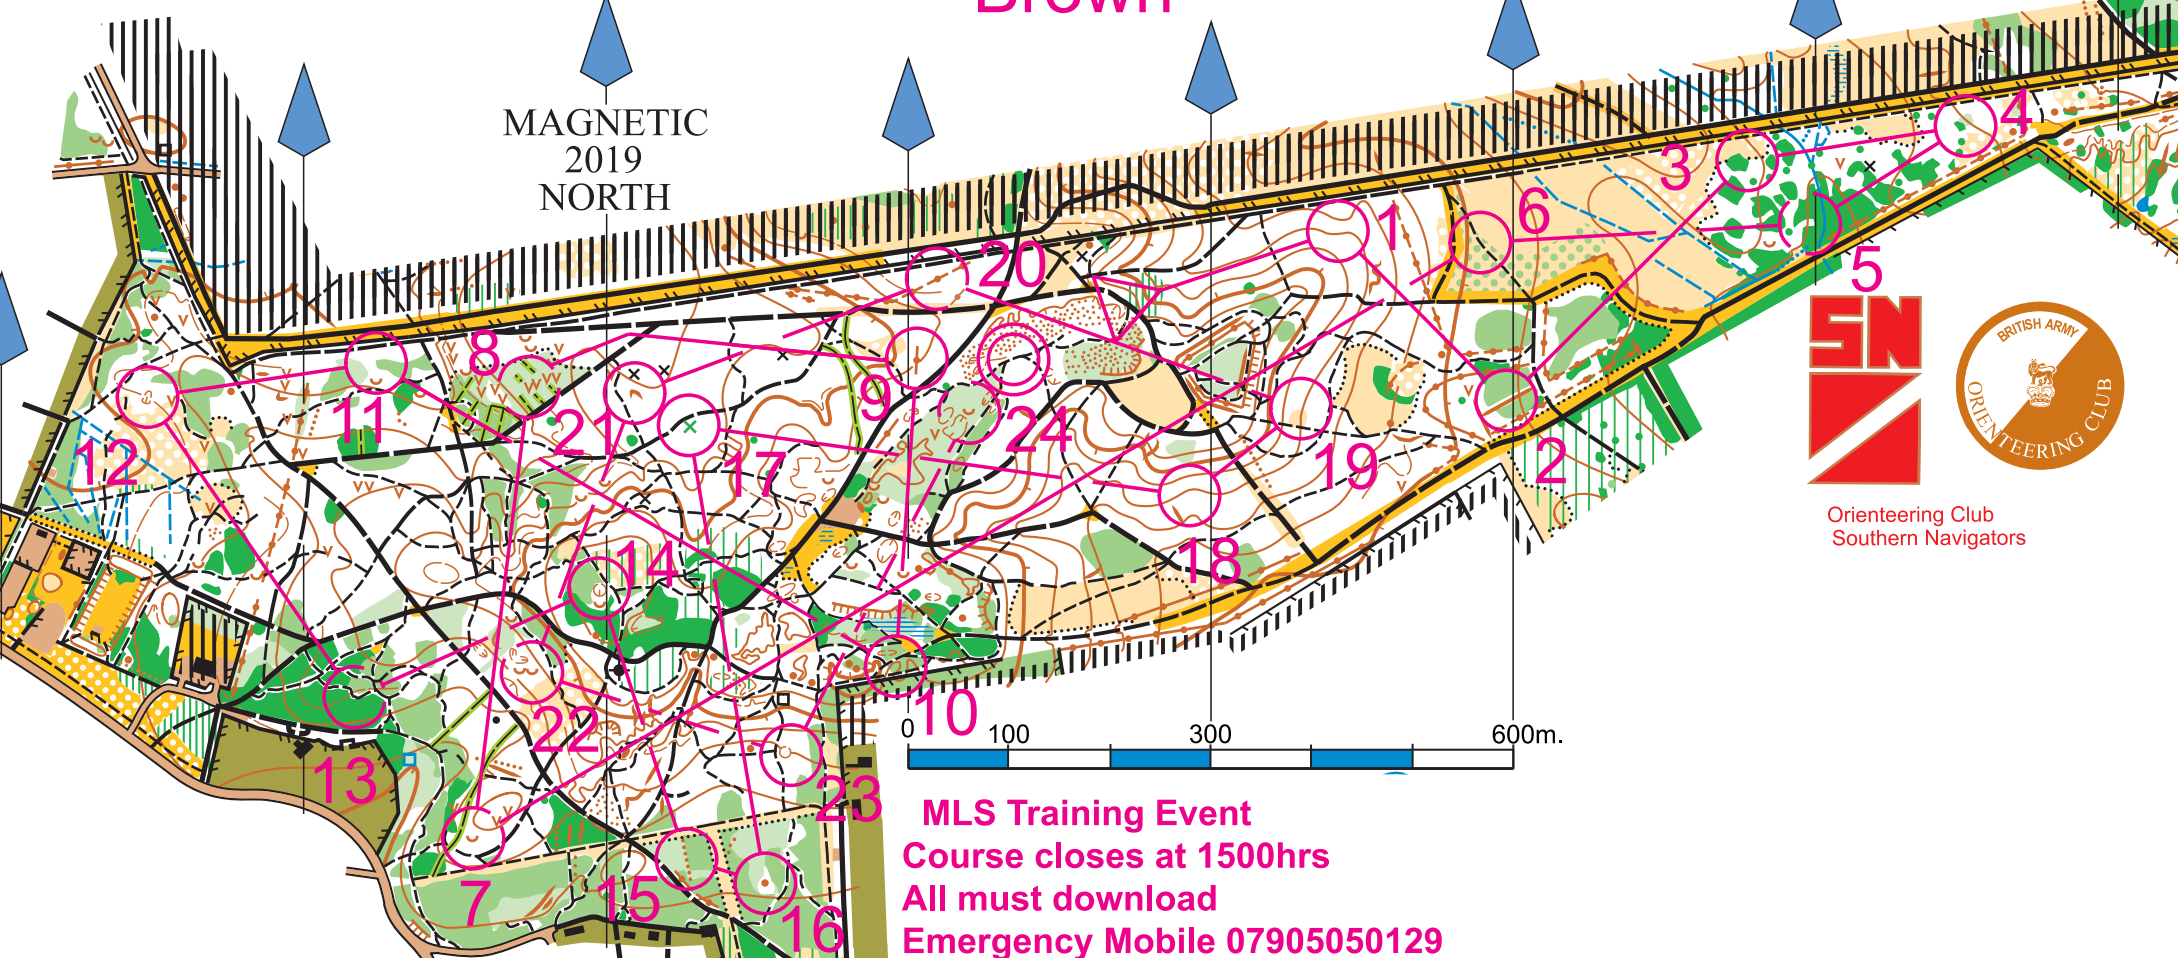 Brown
MAGNETIC
2019
NORTH
1
2
3
4
5
6
7
8
9
10
11
12
13
14
15
16
17
18
19
20
21
22
23
24
SN
Orienteering Club
Southern Navigators
BRITISH ARMY
ORIENTEERING CLUB
0 100 300 600m.
MLS Training Event
Course closes at 1500hrs
All must download
Emergency Mobile 07905050129